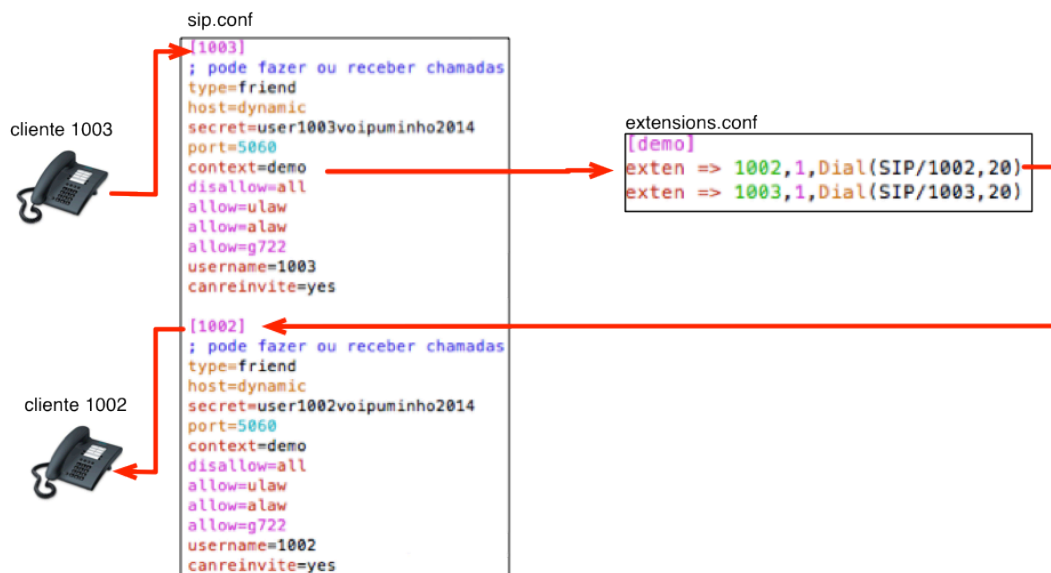 sip.conf
[1003]
; pode fazer ou receber chamadas
type=friend
host=dynamic
secret=user1003voipuminho2014
port=5060
context=demo
disallow=all
allow=ulaw
allow=alaw
allow=g722
username=1003
canreinvite=yes
[1002]
; pode fazer ou receber chamadas
type=friend
host=dynamic
secret=user1002voipuminho2014
port=5060
context=demo
disallow=all
allow=ulaw
allow=alaw
allow=g722
username=1002
canreinvite=yes
cliente 1003
cliente 1002
extensions.conf
[demo]
exten => 1002,1,Dial(SIP/1002,20)
exten => 1003,1,Dial(SIP/1003,20)